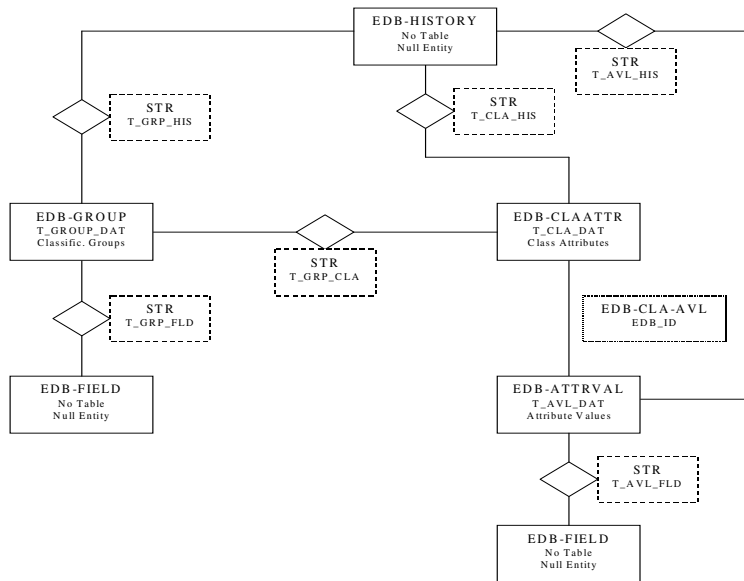 EDB-HISTORY
No Table
Null Entity
STR
T_AVL_HIS
STR
T_GRP_HIS
STR
T_CLA_HIS
EDB-GROUP
T_GROUP_DAT
Classific. Groups
EDB-CLAATTR
T_CLA_DAT
Class Attributes
STR
T_GRP_CLA
STR
T_GRP_FLD
EDB-CLA-AVL
EDB_ID
EDB-FIELD
No Table
Null Entity
EDB-ATTRVAL
T_AVL_DAT
Attribute Values
STR
T_AVL_FLD
EDB-FIELD
No Table
Null Entity